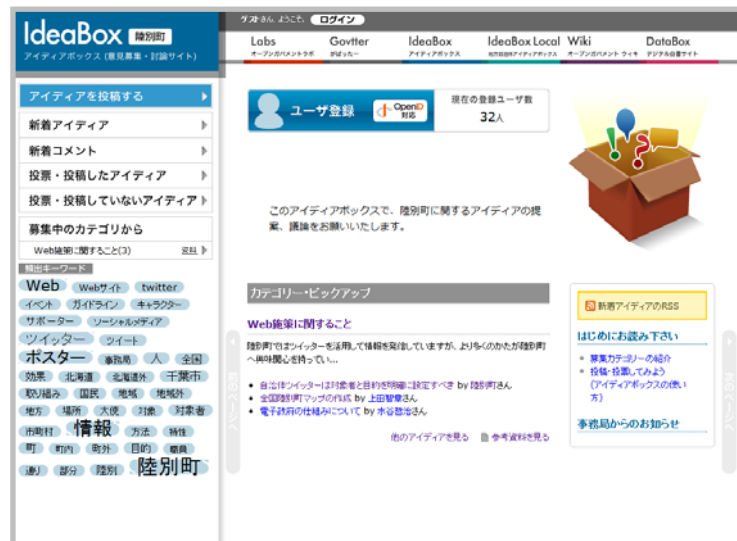 IdeaBox 陸別町
アイディアボックス (意見募集・討論サイト)
ゲストさん、ようこそ。 ログイン
Labs
オープンガバメントラボ
Govtter
がばったー
IdeaBox
アイディアボックス
IdeaBox Local
Wiki
オープンガバメント ウィキ
DataBox
デジタル白書サイト
アイディアを投稿する
新着アイディア
新着コメント
投票・投稿したアイディア
投票・投稿していないアイディア
募集中のカテゴリから
Web施策に関すること(3) 資料
頻出キーワード
Web Webサイト twitter
イベント ガイドライン キャラクター
サポーター ソーシャルメディア
ツイッター ツイート
ポスター 事務局 人 全国
効果 北海道 北海道外 千葉市
取り組み 国民 地域 地域外
地方 場所 大使 対象 対象者
市町村 情報 方法 特性
町 町内 町外 目的 職員
通り 部分 陸別 陸別町
ユーザ登録 OpenID 対応
現在の登録ユーザ数
32人
このアイディアボックスで、陸別町に関するアイディアの提
案、議論をお願いいたします。
カテゴリー・ピックアップ
Web施策に関すること
陸別町ではツイッターを活用して情報を発信していますが、より多くのかたが陸別町
へ興味関心を持ってい...
自治体ツイッターは対象者と目的を明確に設定すべき by 陸別町さん
全国陸別町マップの作成 by 上田智章さん
電子政府の仕組みについて by 水谷哲治さん
他のアイディアを見る 参考資料を見る
新着アイディアのRSS
はじめにお読み下さい
募集カテゴリーの紹介
投稿・投票してみよう
(アイディアボックスの使い
方)
事務局からのお知らせ
前のページへ
次のページへ